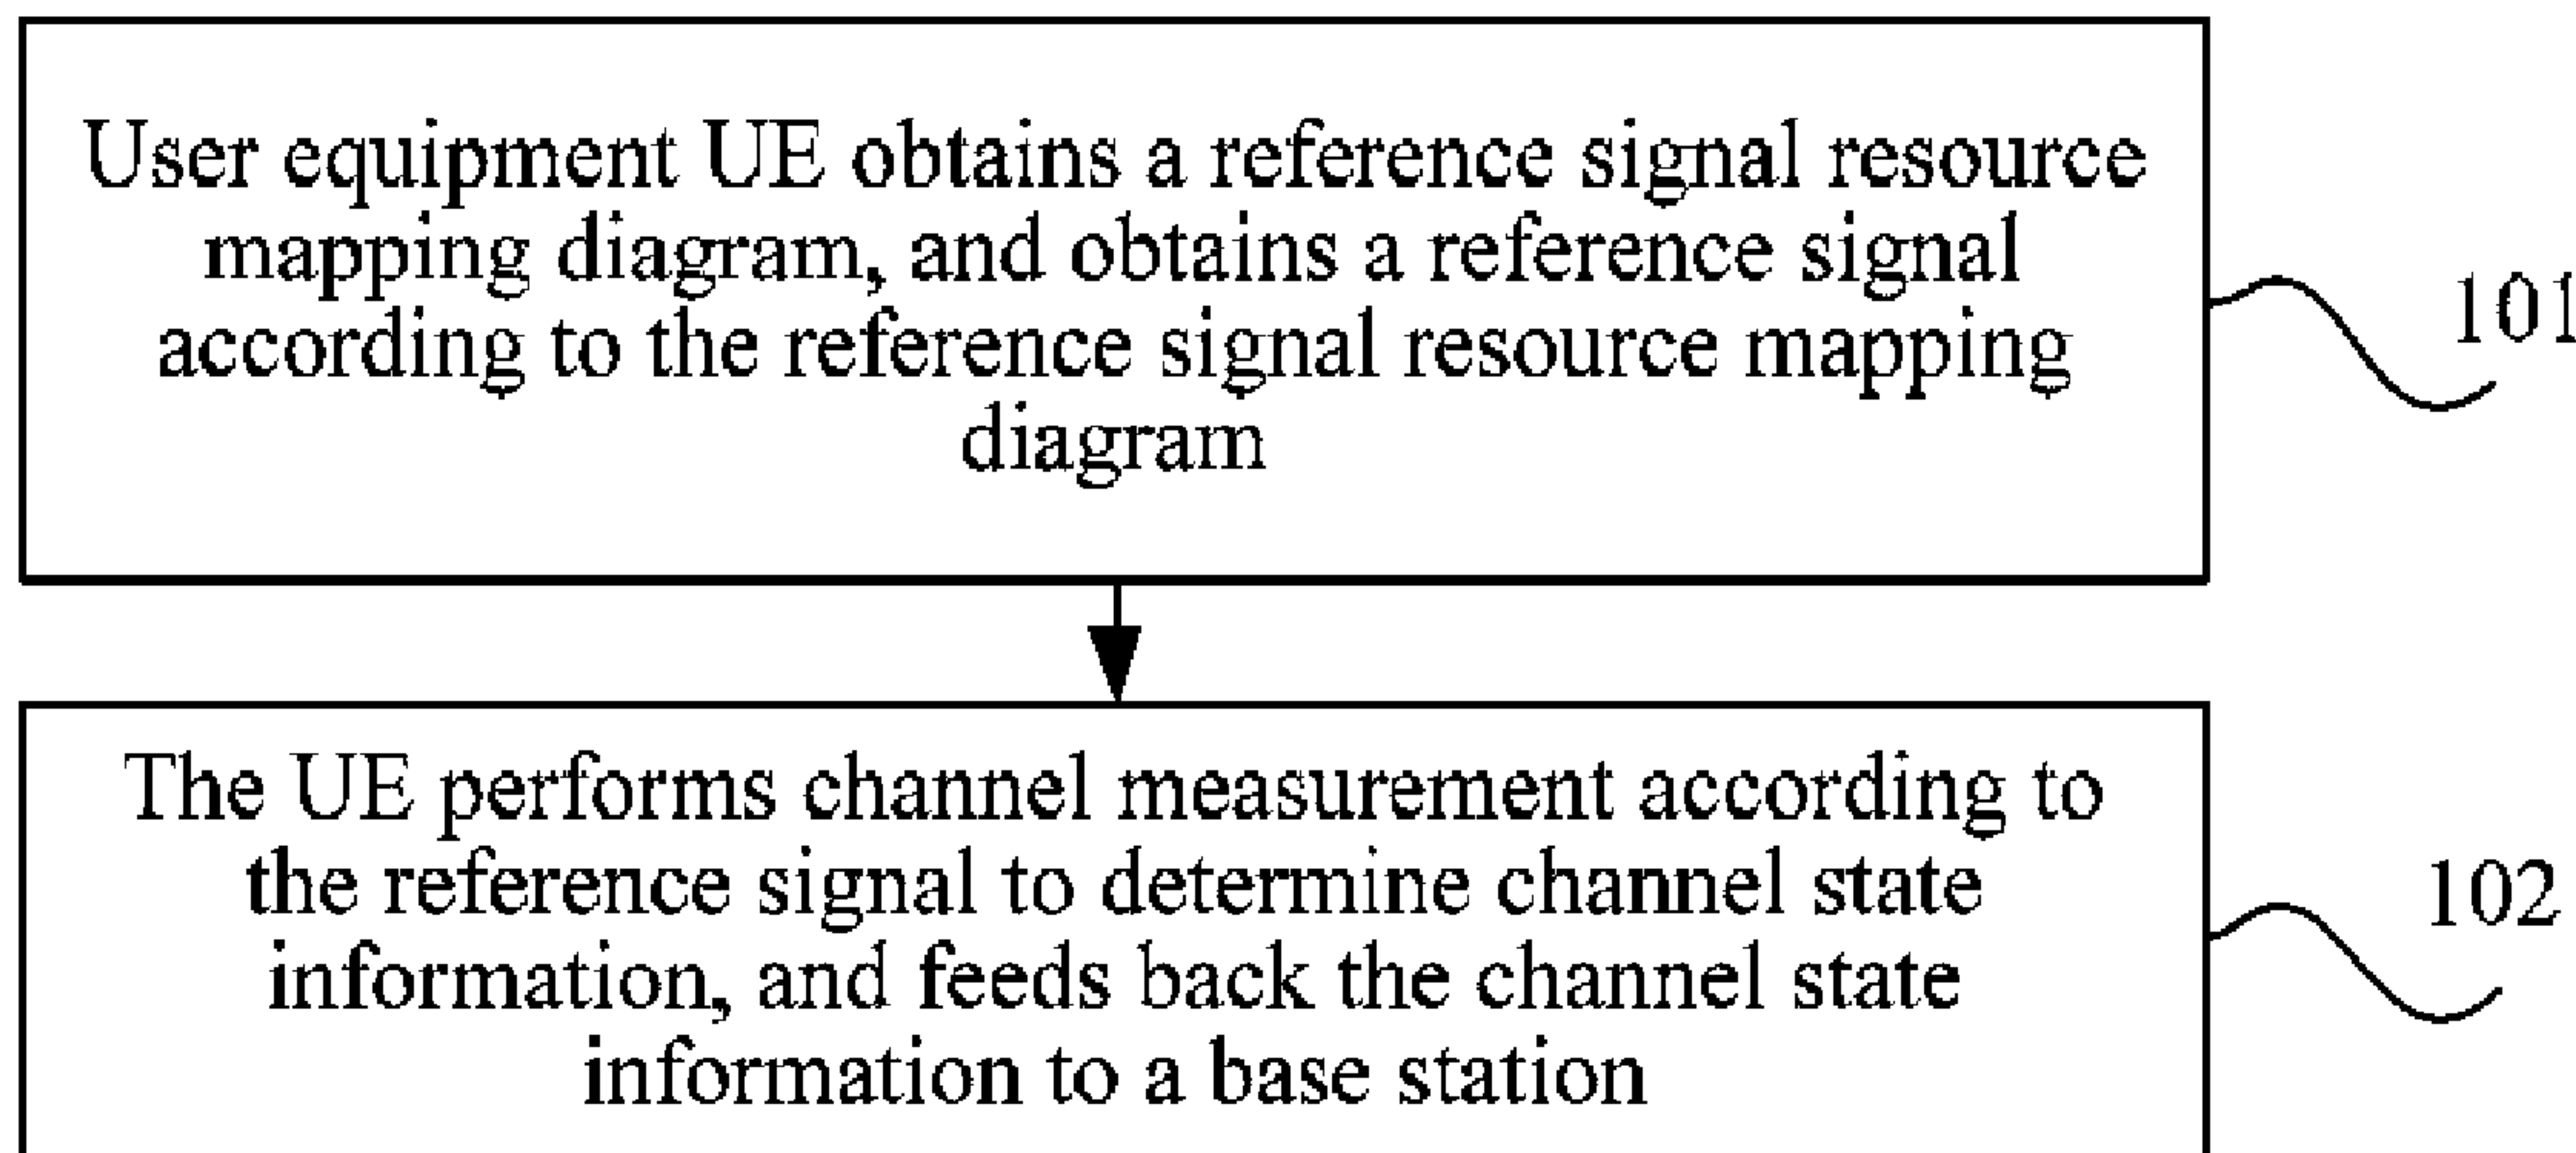 User equipment UE obtains a reference signal resource
mapping diagram, and obtains a reference signal
according to the reference signal resource mapping
diagram
101
The UE performs channel measurement according to
the reference signal to determine channel state
information, and feeds back the channel state
information to a base station
102